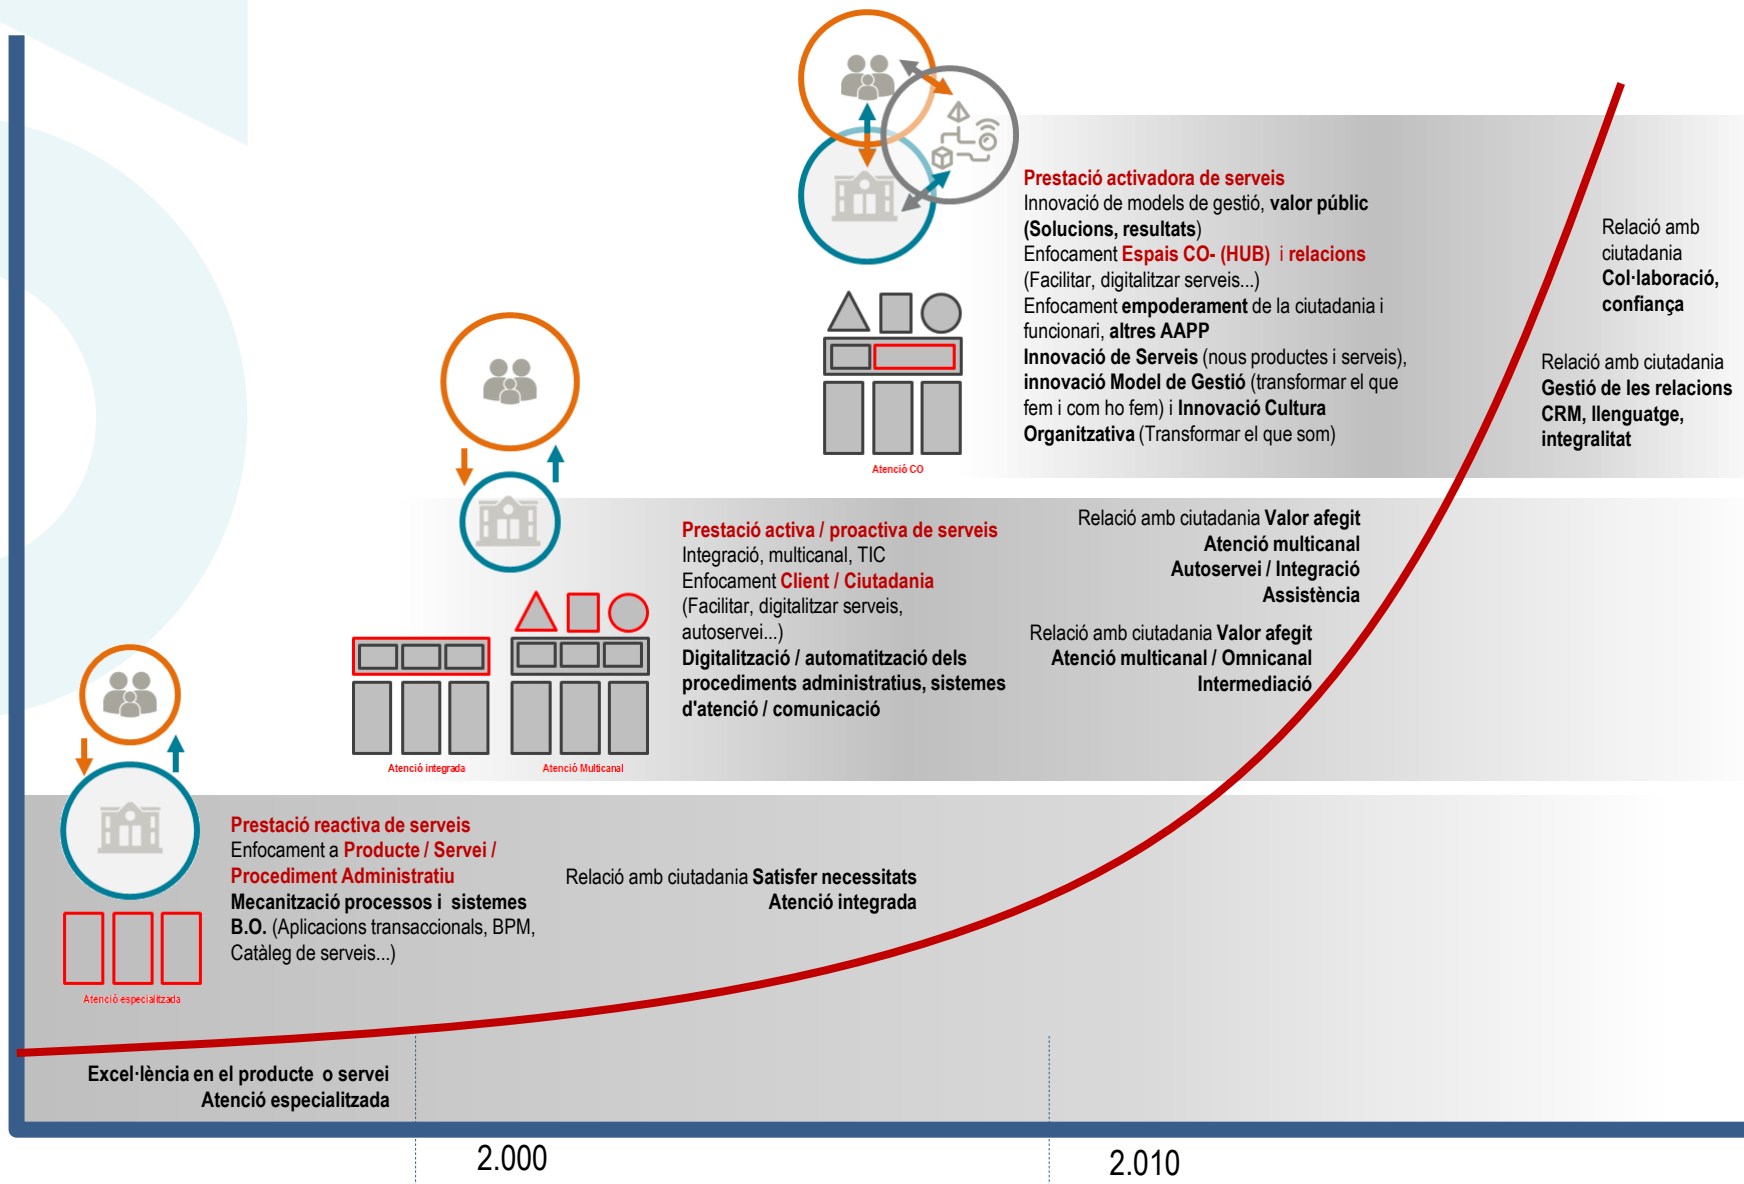 Prestació activadora de serveis
Innovació de models de gestió, valor públic
(Solucions, resultats)
Enfocament Espais CO- (HUB) i relacions
(Facilitar, digitalitzar serveis...)
Enfocament empoderament de la ciutadania i
funcionari, altres AAPP
Innovació de Serveis (nous productes i serveis),
innovació Model de Gestió (transformar el que
fem i com ho fem) i Innovació Cultura
Organitzativa (Transformar el que som)
Atenció CO
Relació amb
ciutadania
Col·laboració,
confiança
Relació amb ciutadania
Gestió de les relacions
CRM, llenguatge,
integralitat
Prestació activa / proactiva de serveis
Integració, multicanal, TIC
Enfocament Client / Ciutadania
(Facilitar, digitalitzar serveis,
autoservei...)
Digitalització / automatització dels
procediments administratius, sistemes
d'atenció / comunicació
Atenció integrada
Atenció Multicanal
Relació amb ciutadania Valor afegit
Atenció multicanal
Autoservei / Integració
Assistència
Relació amb ciutadania Valor afegit
Atenció multicanal / Omnicanal
Intermediació
Prestació reactiva de serveis
Enfocament a Producte / Servei /
Procediment Administratiu
Mecanització processos i sistemes
B.O. (Aplicacions transaccionals, BPM,
Catàleg de serveis...)
Atenció especialitzada
Relació amb ciutadania Satisfer necessitats
Atenció integrada
Excel·lència en el producte o servei
Atenció especialitzada
2.000
2.010